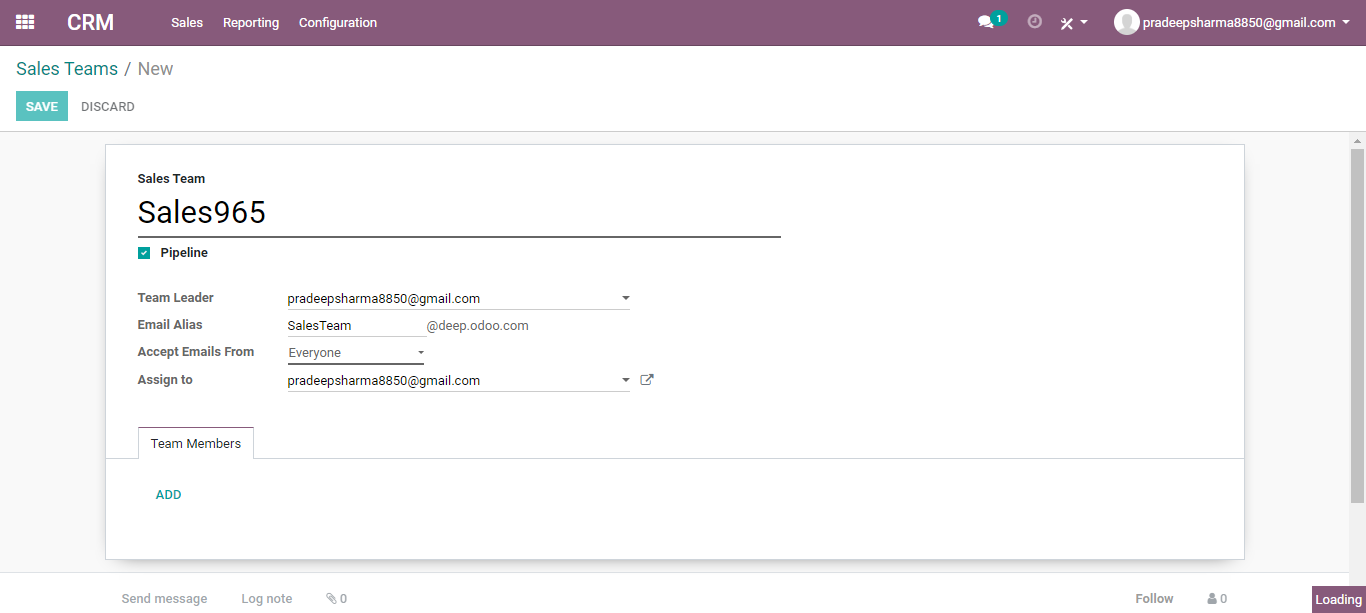 CRM Sales Reporting Configuration 1 pradeepsharma8850@gmail.com
Sales Teams / New
SAVE DISCARD
Sales Team
Sales965
Pipeline
Team Leader pradeepsharma8850@gmail.com
Email Alias SalesTeam @deep.odoo.com
Accept Emails From Everyone
Assign to pradeepsharma8850@gmail.com
Team Members
ADD
Send message Log note 0 Follow 0
Loading